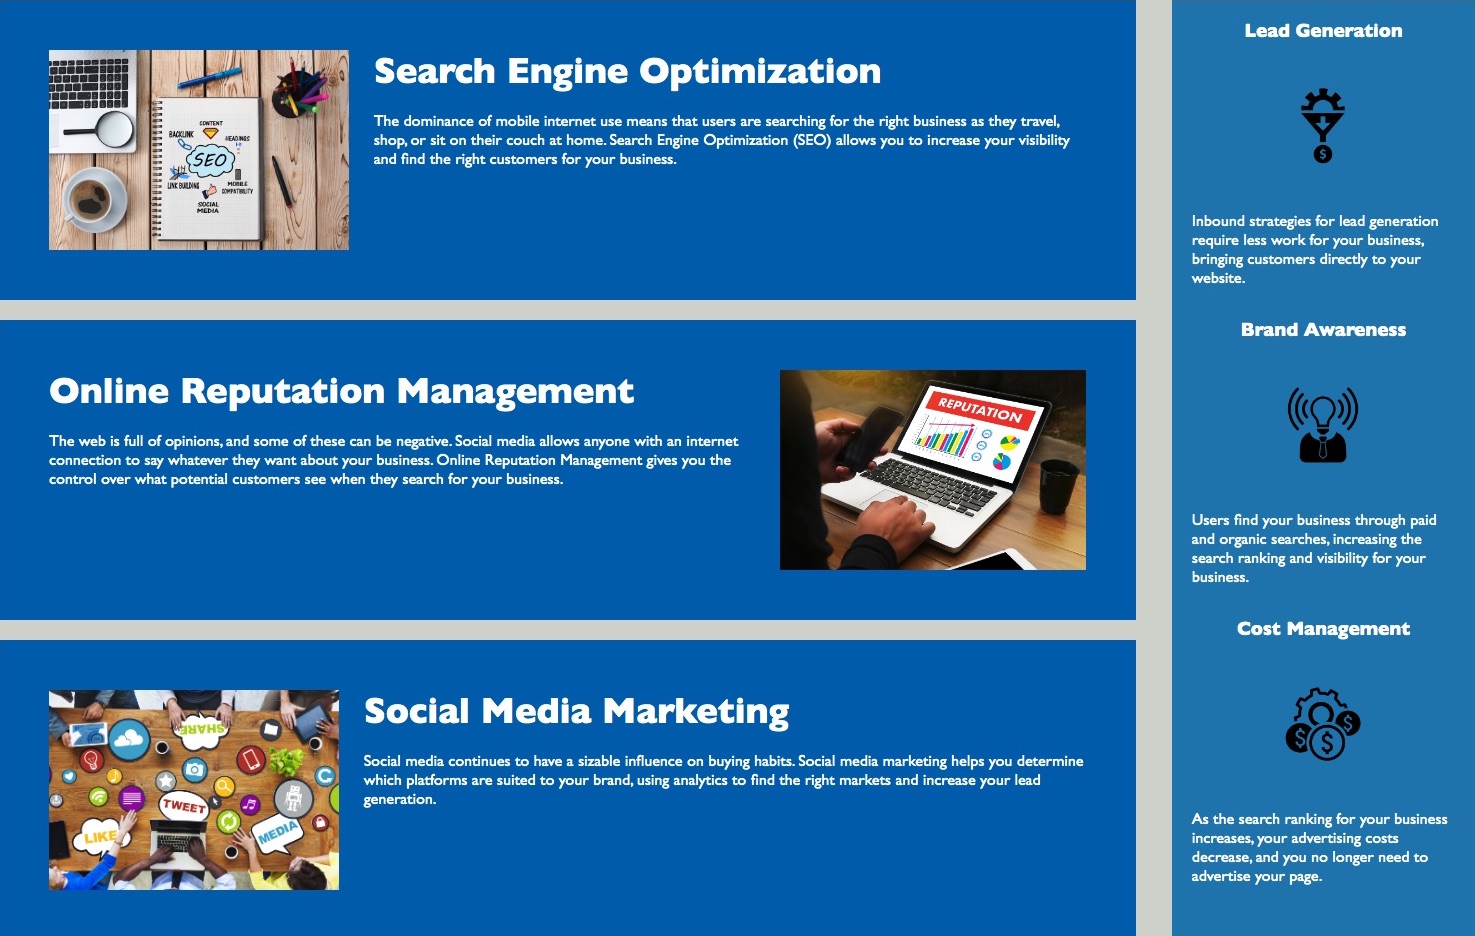 Search Engine Optimization
The dominance of mobile internet use means that users are searching for the right business as they travel,
shop, or sit on their couch at home. Search Engine Optimization (SEO) allows you to increase your visibility
and find the right customers for your business.
CONTENT
BACKLINK
HEADINGS
SEO
LINK BUILDING
MOBILE
COMPATIBILITY
SOCIAL
MEDIA
Online Reputation Management
The web is full of opinions, and some of these can be negative. Social media allows anyone with an internet
connection to say whatever they want about your business. Online Reputation Management gives you the
control over what potential customers see when they search for your business.
REPUTATION
Social Media Marketing
Social media continues to have a sizable influence on buying habits. Social media marketing helps you determine
which platforms are suited to your brand, using analytics to find the right markets and increase your lead
generation.
SHARE
TWEET
LIKE
MEDIA
Lead Generation
$
Inbound strategies for lead generation
require less work for your business,
bringing customers directly to your
website.
Brand Awareness
Users find your business through paid
and organic searches, increasing the
search ranking and visibility for your
business.
Cost Management
$
$ $
As the search ranking for your business
increases, your advertising costs
decrease, and you no longer need to
advertise your page.